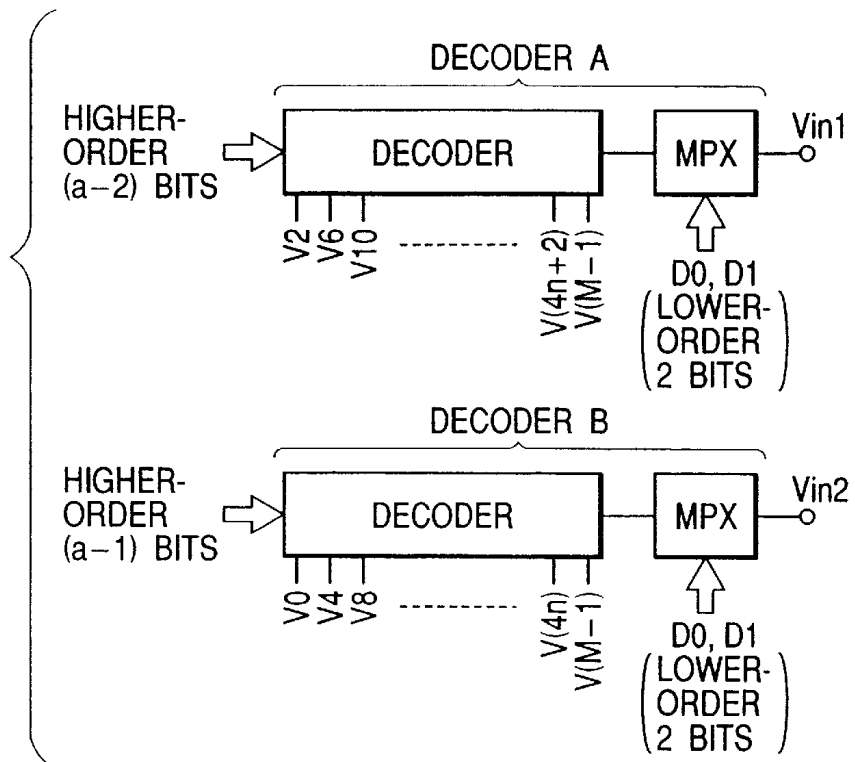 DECODER A
HIGHER-
ORDER
(a-2) BITS
DECODER
MPX
Vin1
V2
V6
V10
V(4n+2)
V(M-1)
D0, D1
(LOWER-
ORDER
2 BITS)
DECODER B
HIGHER-
ORDER
(a-1) BITS
DECODER
MPX
Vin2
V0
V4
V8
V(4n)
V(M-1)
D0, D1
(LOWER-
ORDER
2 BITS)